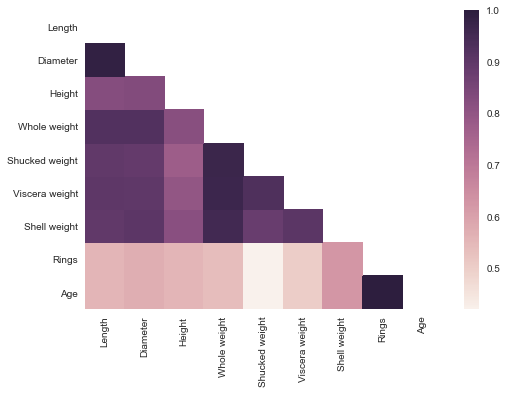 Length
Diameter
Height
Whole weight
Shucked weight
Viscera weight
Shell weight
Rings
Age
Length
Diameter
Height
Whole weight
Shucked weight
Viscera weight
Shell weight
Rings
Age
1.0
0.9
0.8
0.7
0.6
0.5